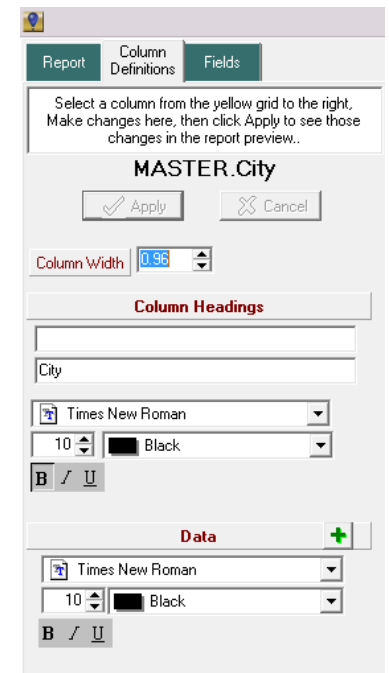 Report
Column
Definitions
Fields
Select a column from the yellow grid to the right,
Make changes here, then click Apply to see those
changes in the report preview..
MASTER.City
Apply
Cancel
Column Width
0.96
Column Headings
City
Times New Roman
10
Black
B I U
Data
Times New Roman
10
Black
B I U